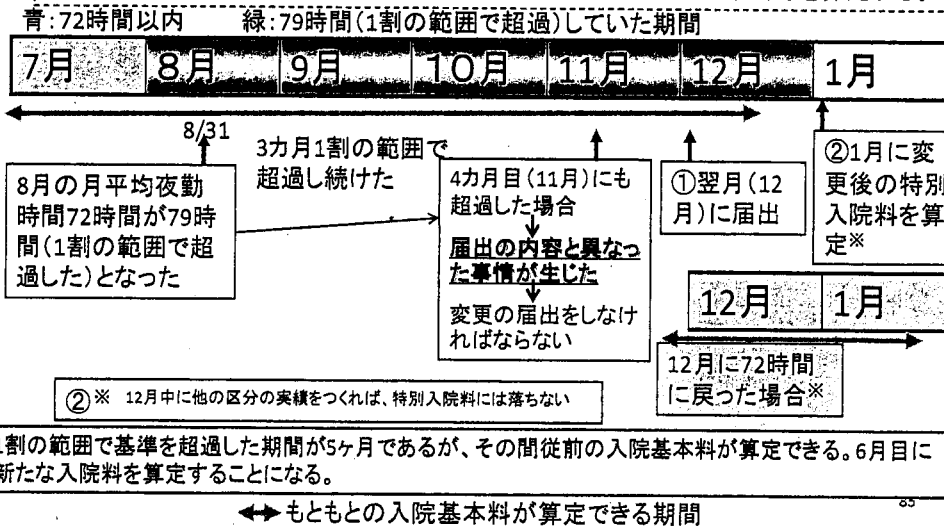 青:72時間以内　緑:79時間(1割の範囲で超過)していた期間
7月 8月 9月 10月 11月 12月 1月
8/31
8月の月平均夜勤
時間72時間が79時
間(1割の範囲で超
過した)となった
3カ月1割の範囲で
超過し続けた
4カ月目(11月)にも
超過した場合
届出の内容と異なっ
た事情が生じた
変更の届出をしなけ
ればならない
①翌月(12
月)に届出
②1月に変
更後の特別
入院料を算
定※
12月 1月
12月に72時間
に戻った場合※
②※ 12月中に他の区分の実績をつくれば、特別入院料には落ちない
割の範囲で基準を超過した期間が5ヶ月であるが、その間従前の入院基本料が算定できる。6月目に
新たな入院料を算定することになる。
もともとの入院基本料が算定できる期間